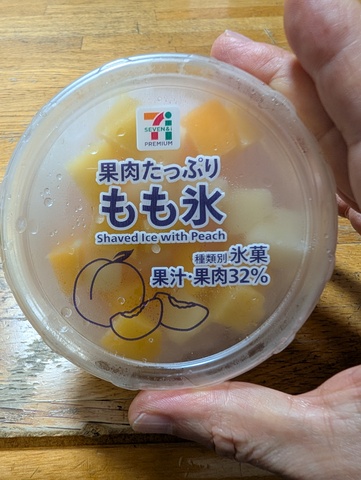 SEVEN&i
PREMIUM
果肉たっぷり
もも氷
Shaved Ice with Peach
種類別 氷菓
果汁・果肉32%